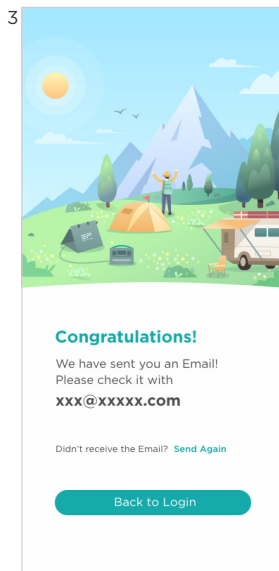 3
Congratulations!
We have sent you an Email!
Please check it with
xxx@xxxxx.com
Didn't receive the Email? Send Again
Back to Login